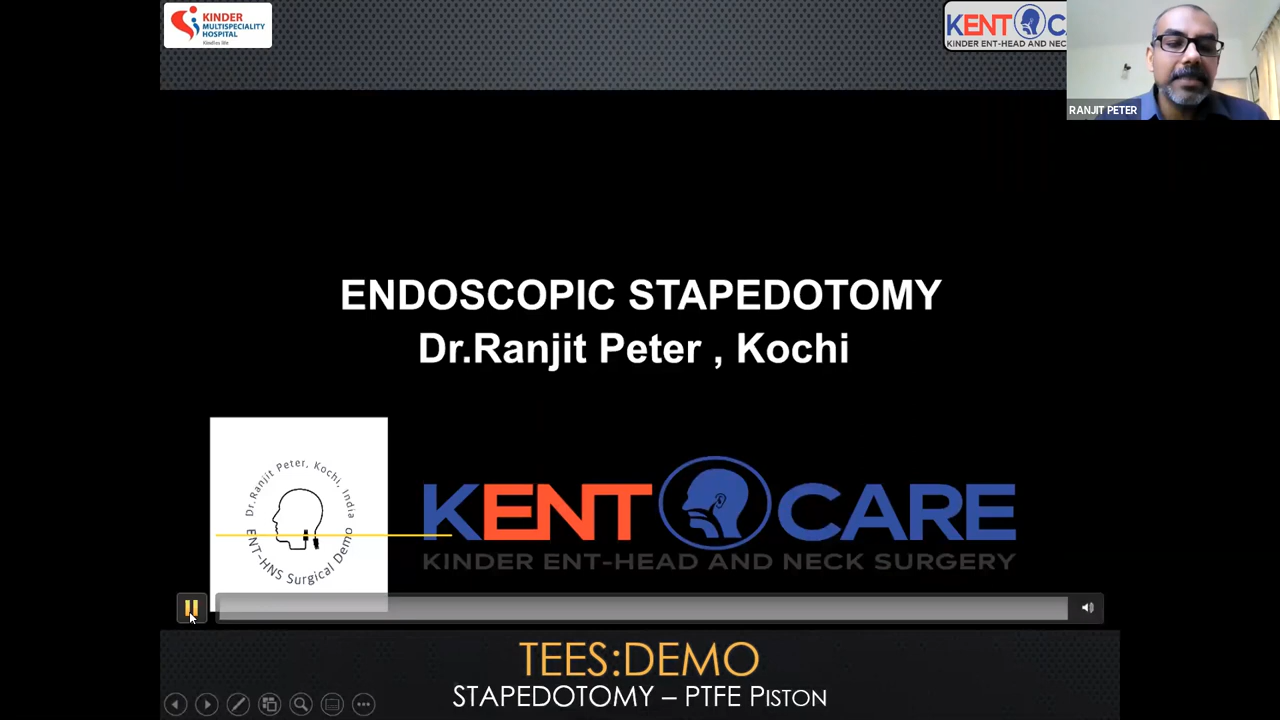 KINDER
MULTISPECIALITY
HOSPITAL
KENT CA
KINDER ENT-HEAD AND NEC
RANJIT PETER
ENDOSCOPIC STAPEDOTOMY
Dr.Ranjit Peter , Kochi
Dr.Ranjit Peter, Kochi, India
ENT-HNS Surgical Demo
KENT CARE
KINDER ENT-HEAD AND NECK SURGERY
TEES:DEMO
STAPEDOTOMY – PTFE PISTON